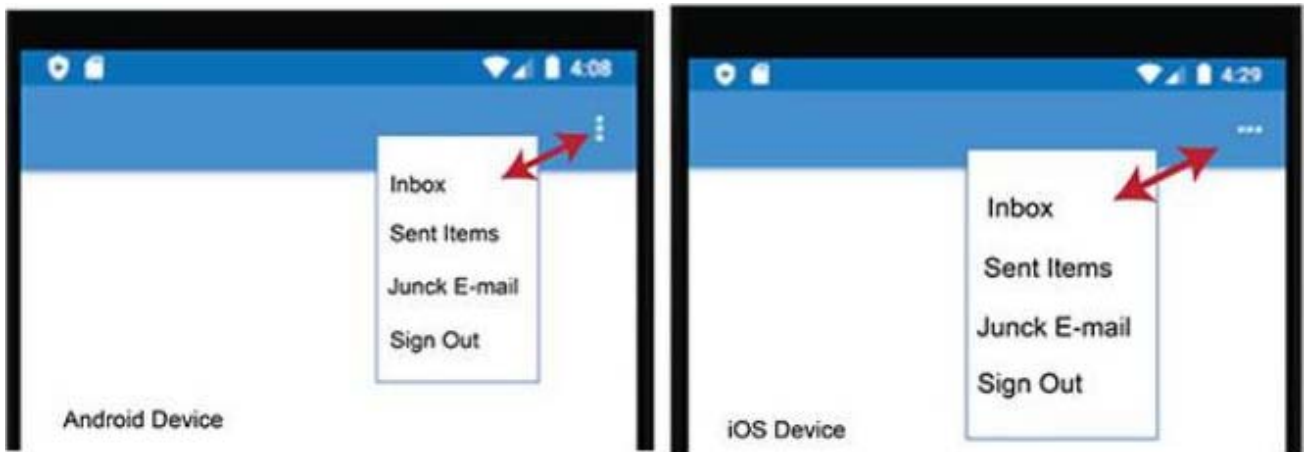 4:08
Inbox
Sent Items
Junck E-mail
Sign Out
Android Device
4:29
Inbox
Sent Items
Junck E-mail
Sign Out
iOS Device